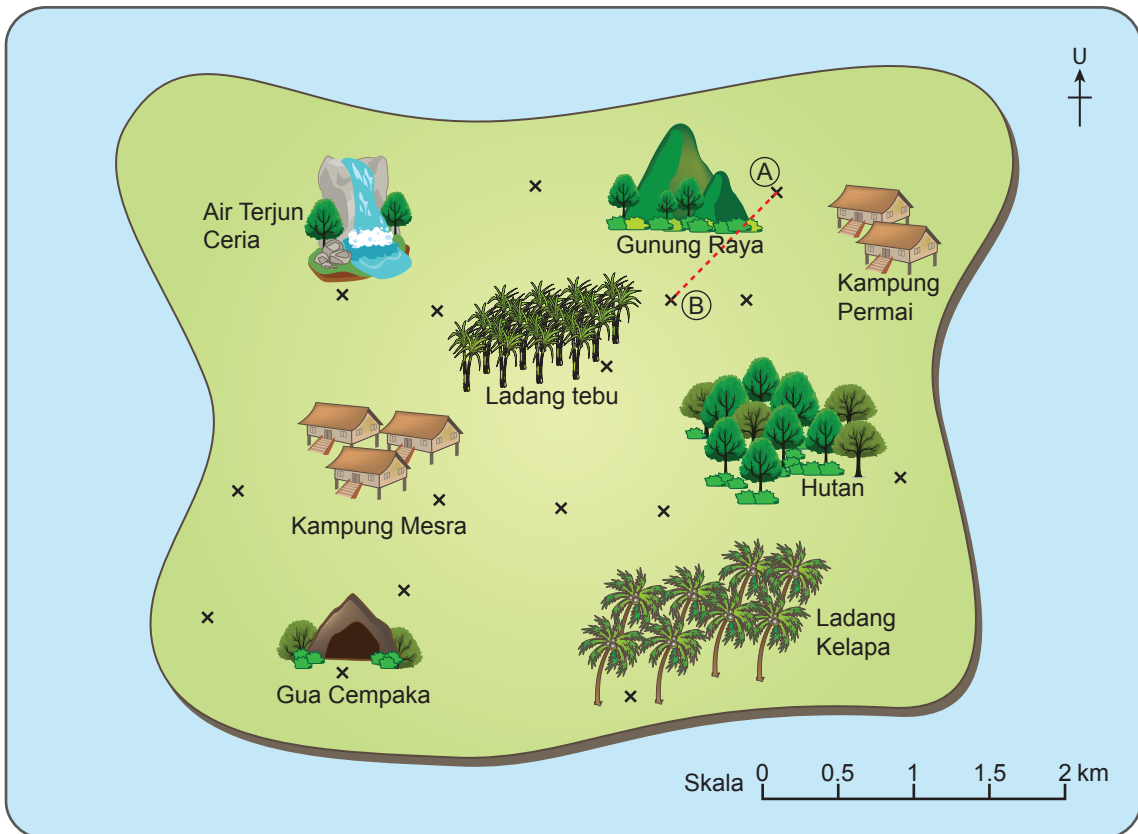 U
A
Air Terjun
Ceria
Gunung Raya
Kampung
Permai
B
Ladang tebu
Hutan
Kampung Mesra
Ladang
Kelapa
Gua Cempaka
Skala 0 0.5 1 1.5 2 km